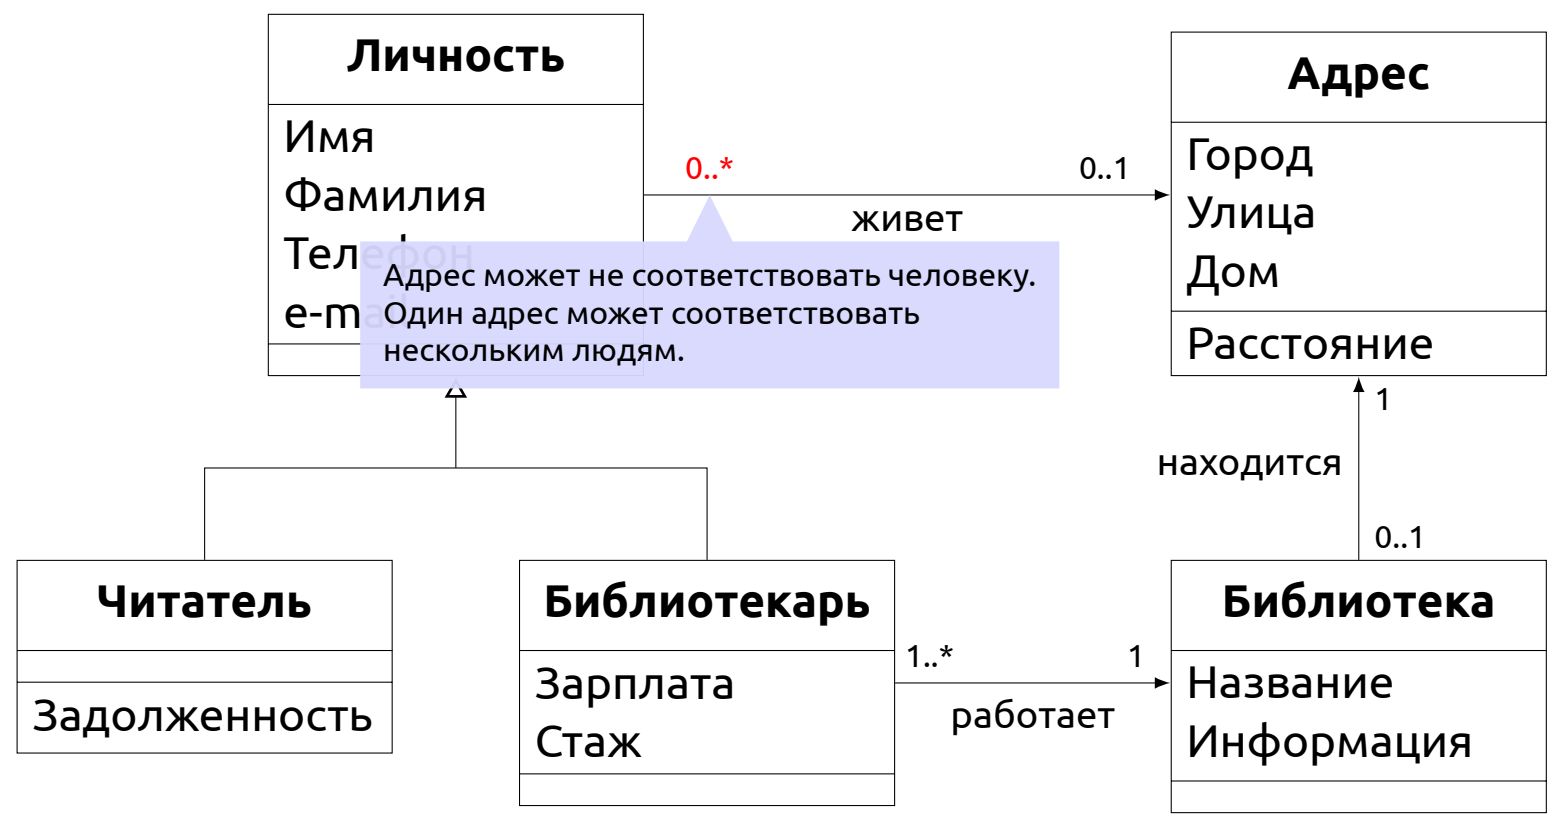 Личность
Имя
Фамилия
Телефон
e-mail
0..*
0..1
живет
Адрес
Город
Улица
Дом
Расстояние
Адрес может не соответствовать человеку.
Один адрес может соответствовать
нескольким людям.
1
находится
0..1
Читатель
Задолженность
Библиотекарь
Зарплата
Стаж
1..*
1
работает
Библиотека
Название
Информация